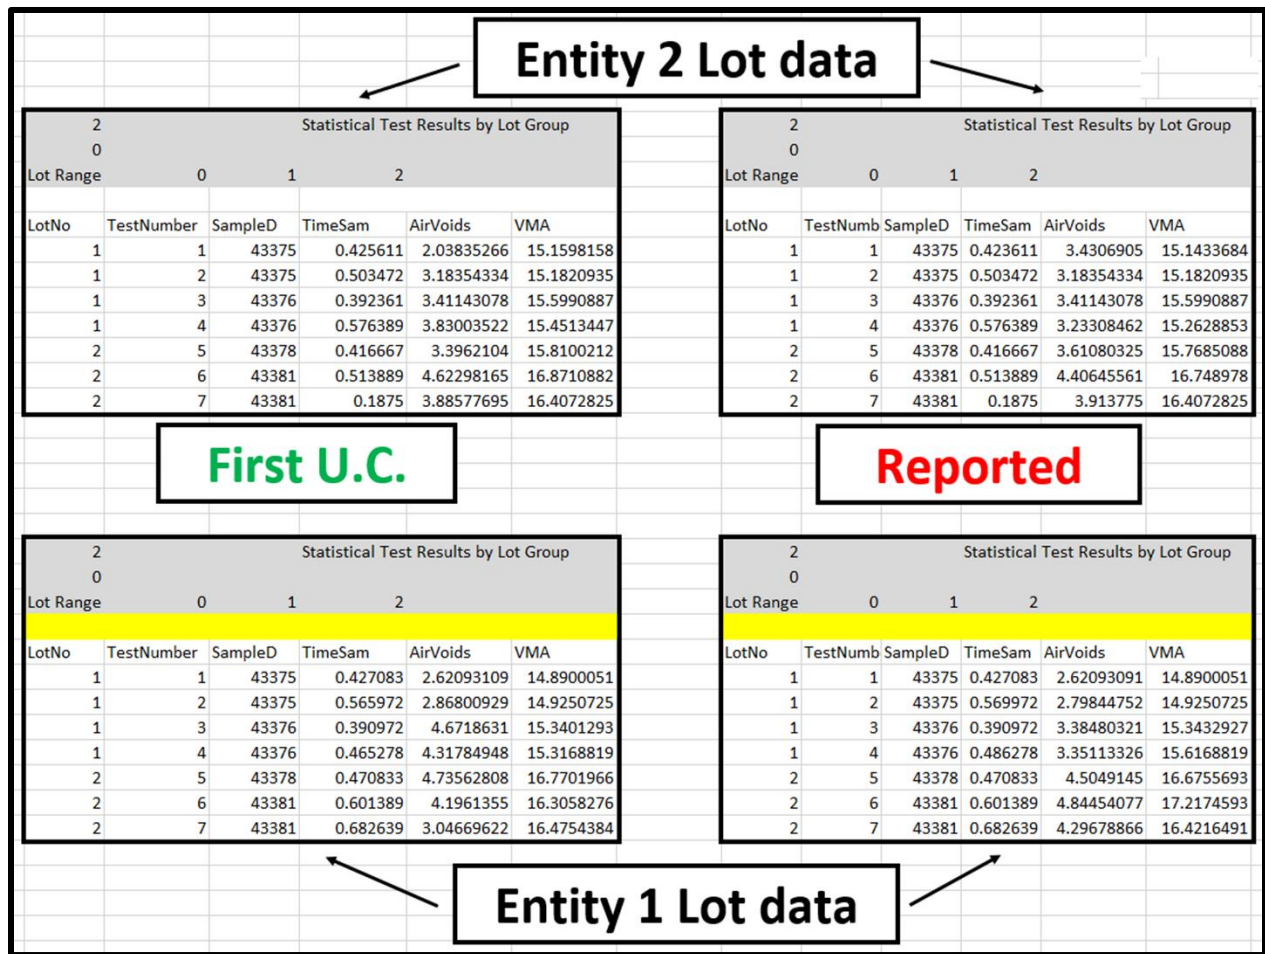 Entity 2 Lot data
2 Statistical Test Results by Lot Group
0
Lot Range 0 1 2
LotNo TestNumber SampleD TimeSam AirVoids VMA
1 1 43375 0.425611 2.03835266 15.1598158
1 2 43375 0.503472 3.18354334 15.1820935
1 3 43376 0.392361 3.41143078 15.5990887
1 4 43376 0.576389 3.83003522 15.4513447
2 5 43378 0.416667 3.3962104 15.8100212
2 6 43381 0.513889 4.62298165 16.8710882
2 7 43381 0.1875 3.88577695 16.4072825
First U.C.
2 Statistical Test Results by Lot Group
0
Lot Range 0 1 2
LotNo TestNumb SampleD TimeSam AirVoids VMA
1 1 43375 0.423611 3.4306905 15.1433684
1 2 43375 0.503472 3.18354334 15.1820935
1 3 43376 0.392361 3.41143078 15.5990887
1 4 43376 0.576389 3.23308462 15.2628853
2 5 43378 0.416667 3.61080325 15.7685088
2 6 43381 0.513889 4.40645561 16.748978
2 7 43381 0.1875 3.913775 16.4072825
Reported
2 Statistical Test Results by Lot Group
0
Lot Range 0 1 2
LotNo TestNumber SampleD TimeSam AirVoids VMA
1 1 43375 0.427083 2.62093109 14.8900051
1 2 43375 0.565972 2.86800929 14.9250725
1 3 43376 0.390972 4.6718631 15.3401293
1 4 43376 0.465278 4.31784948 15.3168819
2 5 43378 0.470833 4.73562808 16.7701966
2 6 43381 0.601389 4.1961355 16.3058276
2 7 43381 0.682639 3.04669622 16.4754384
2 Statistical Test Results by Lot Group
0
Lot Range 0 1 2
LotNo TestNumb SampleD TimeSam AirVoids VMA
1 1 43375 0.427083 2.62093091 14.8900051
1 2 43375 0.569972 2.79844752 14.9250725
1 3 43376 0.390972 3.38480321 15.3432927
1 4 43376 0.486278 3.35113326 15.6168819
2 5 43378 0.470833 4.5049145 16.6755693
2 6 43381 0.601389 4.84454077 17.2174593
2 7 43381 0.682639 4.29678866 16.4216491
Entity 1 Lot data